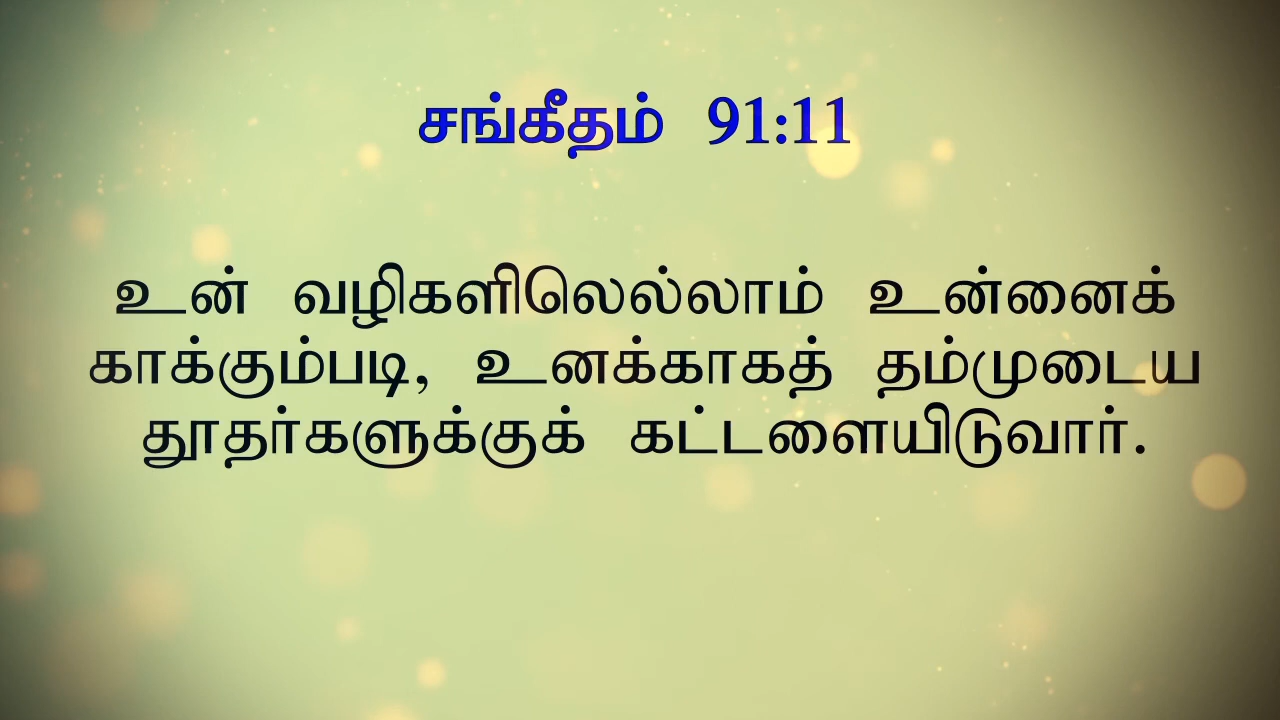 சங்கீதம் 91:11
உன் வழிகளிலெல்லாம் உன்னைக்
காக்கும்படி, உனக்காகத் தம்முடைய
தூதர்களுக்குக் கட்டளையிடுவார்.